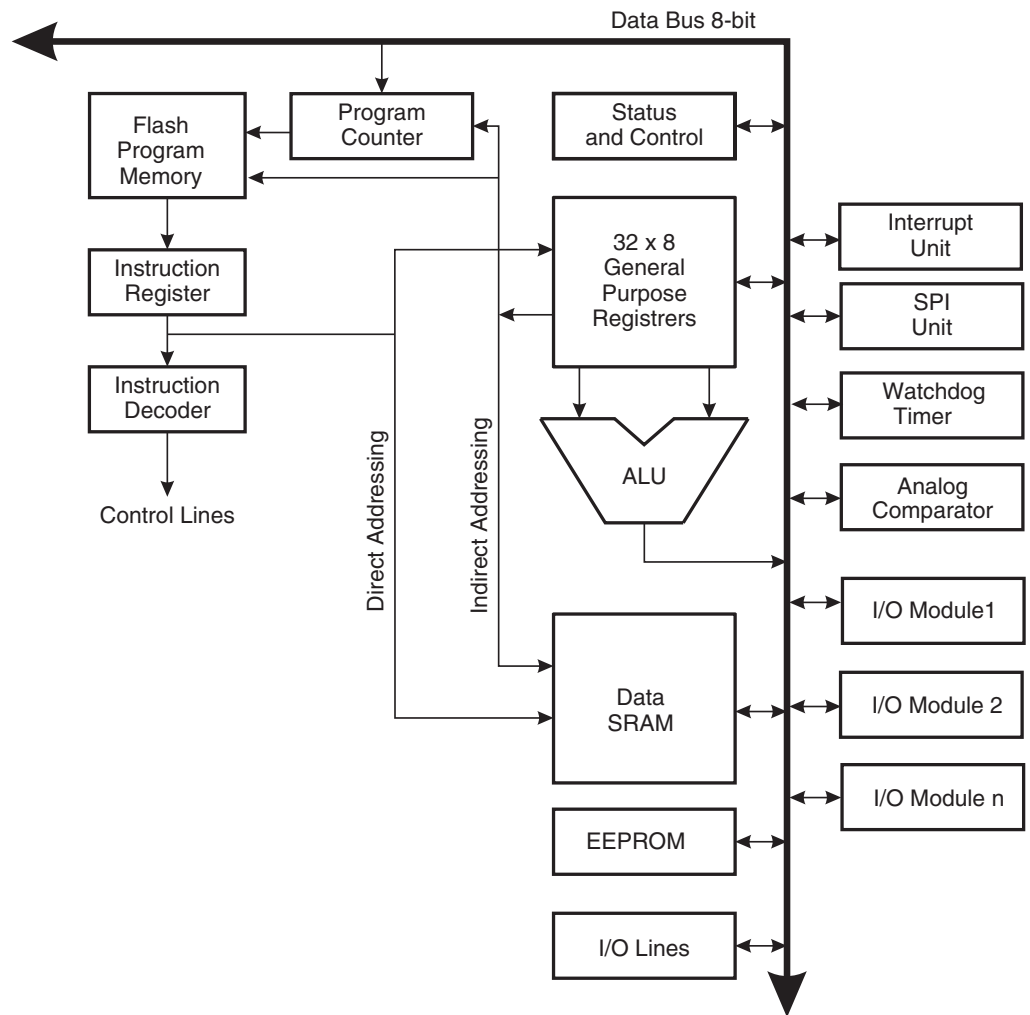 Data Bus 8-bit
Flash
Program
Memory
Program
Counter
Status
and Control
Interrupt
Unit
32 x 8
General
Purpose
Registrers
Instruction
Register
SPI
Unit
Instruction
Decoder
Watchdog
Timer
Direct Addressing
Indirect Addressing
ALU
Analog
Comparator
Control Lines
I/O Module1
Data
SRAM
I/O Module 2
I/O Module n
EEPROM
I/O Lines